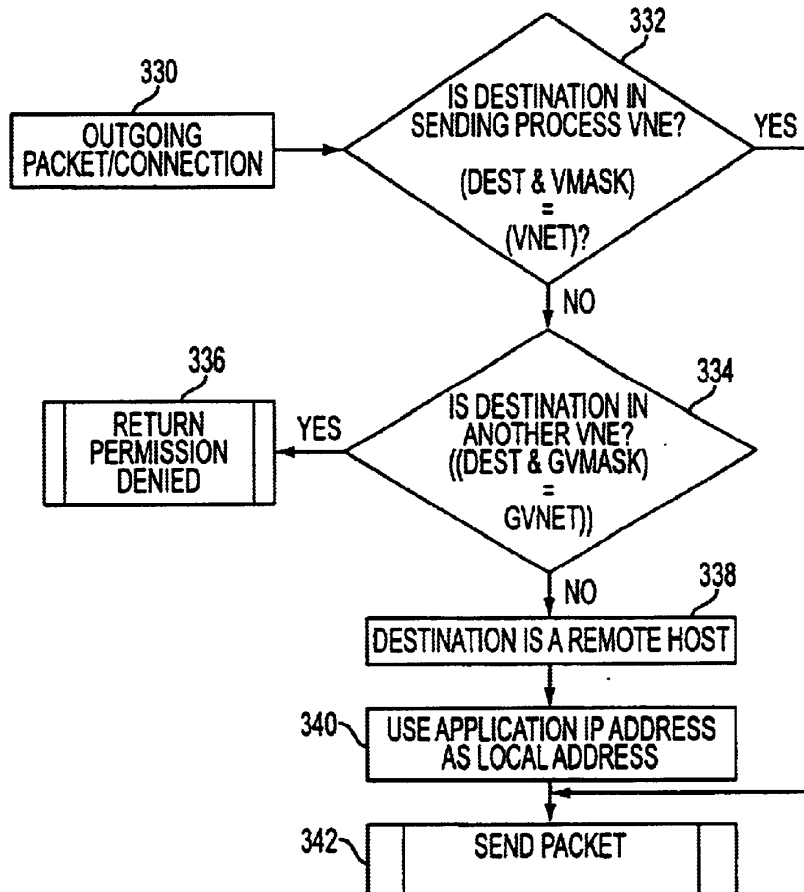 332
330
IS DESTINATION IN
SENDING PROCESS VNE?
YES
OUTGOING
PACKET/CONNECTION
(DEST & VMASK)
=
(VNET)?
NO
336
334
RETURN
PERMISSION
DENIED
YES
IS DESTINATION IN
ANOTHER VNE?
((DEST & GVMASK)
=
GVNET))
NO
338
DESTINATION IS A REMOTE HOST
340
USE APPLICATION IP ADDRESS
AS LOCAL ADDRESS
342
SEND PACKET